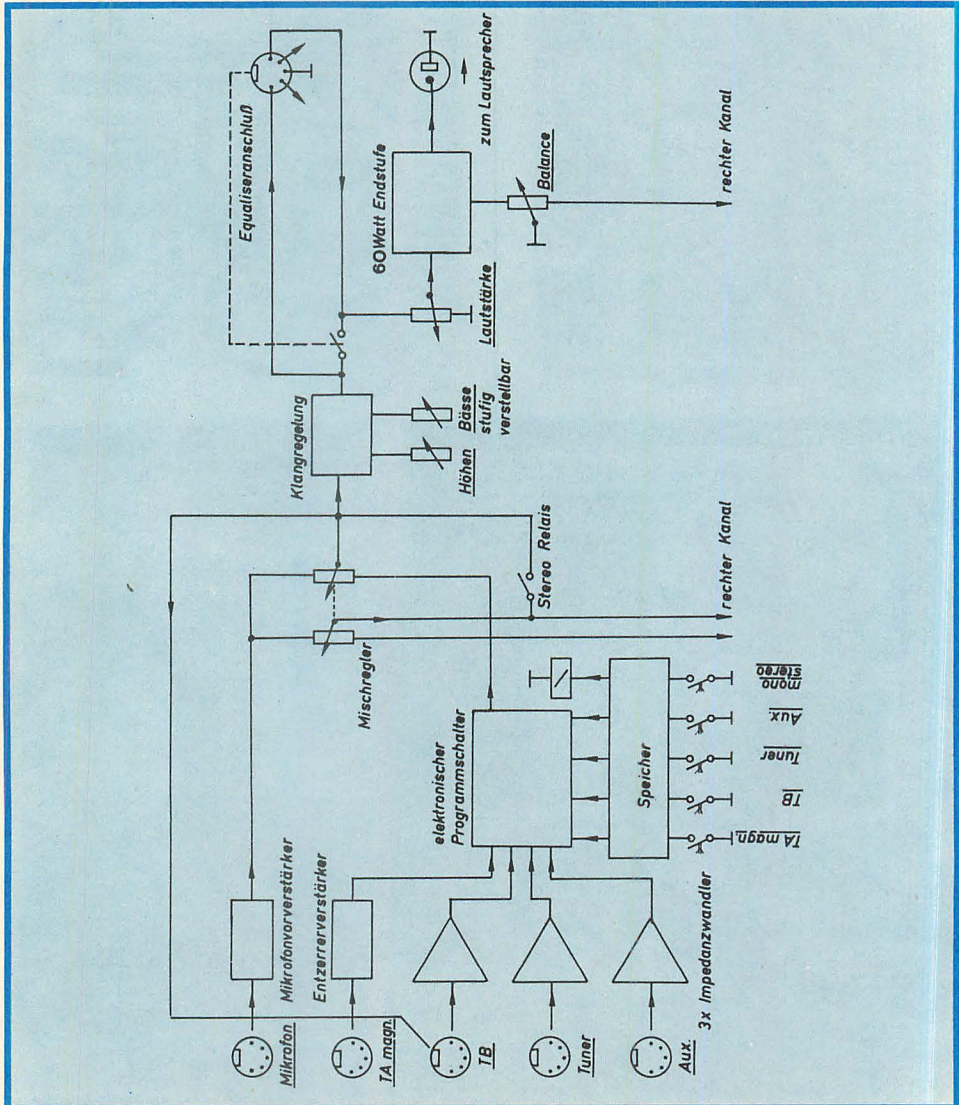 Mikrofon
Mikrofonvorverstärker
TA magn.
Entzerrerverstärker
TB
Tuner
Aux.
3x Impedanzwandler
elektronischer
Programmschalter
Speicher
TA magn.
TB
Tuner
Aux.
mono
stereo
Mischregler
Stereo Relais
rechter Kanal
Klangregelung
Höhen
Bässe
stufig
verstellbar
Equaliseranschluß
Lautstärke
60Watt Endstufe
Balance
rechter Kanal
zum Lautsprecher